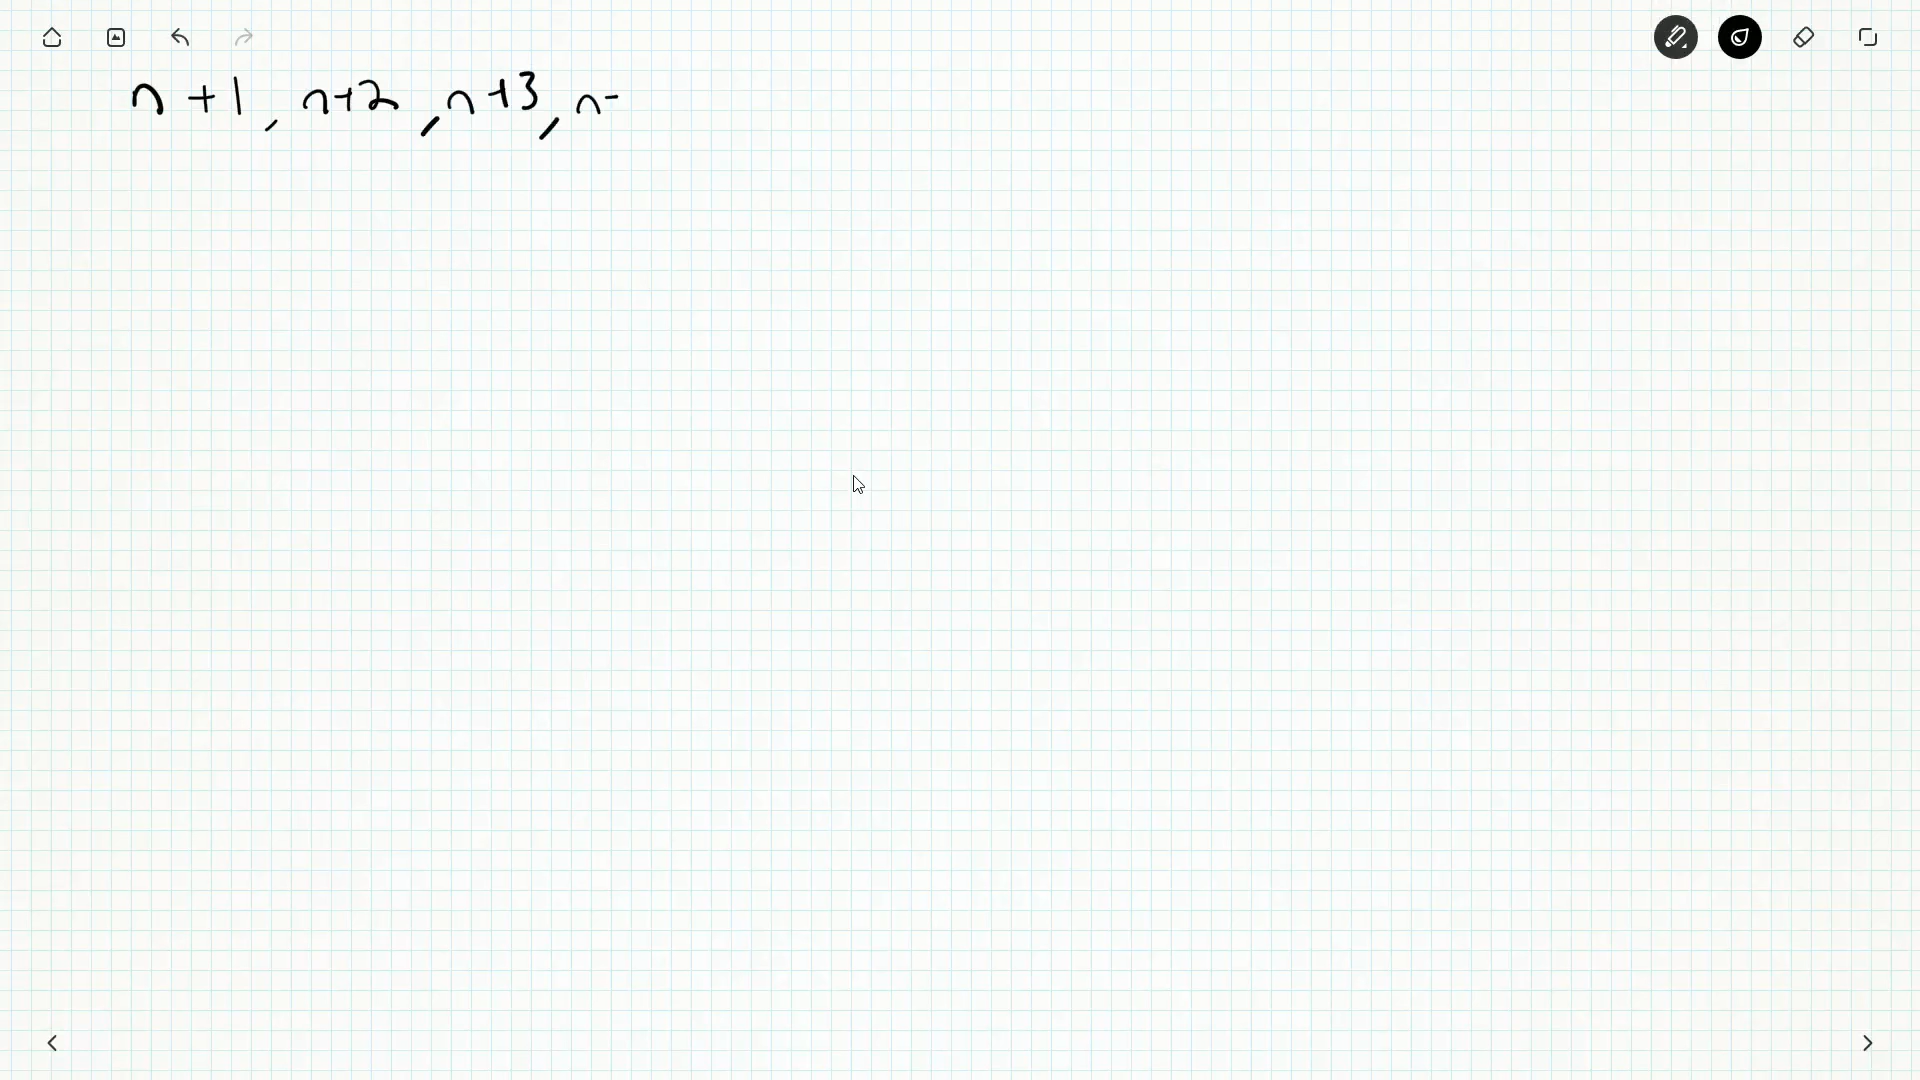 n + 1, n+2, n+3, n-